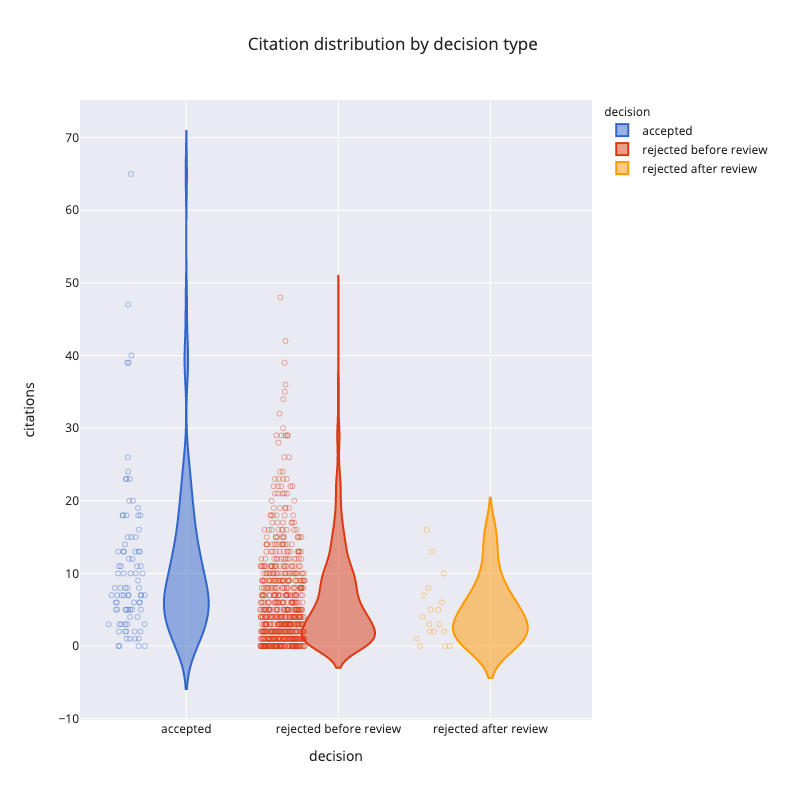 Citation distribution by decision type
decision
accepted
rejected before review
rejected after review
70
60
50
40
30
20
10
0
−10
citations
accepted
rejected before review
rejected after review
decision